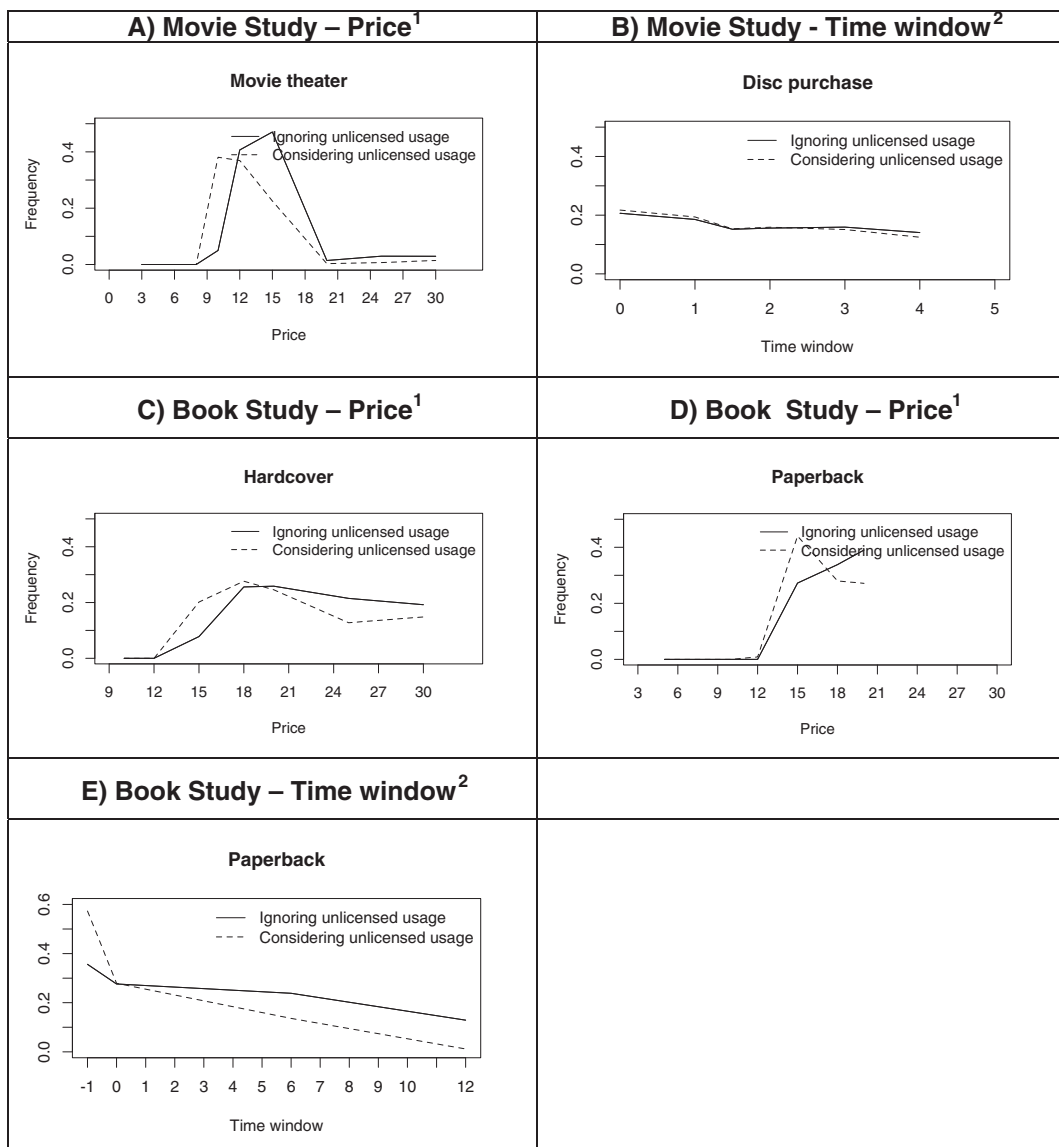 A) Movie Study – Price1
B) Movie Study - Time window2
Movie theater
Ignoring unlicensed usage
Considering unlicensed usage
Frequency
0.0 0.2 0.4
0 3 6 9 12 15 18 21 24 27 30
Price
Disc purchase
Ignoring unlicensed usage
Considering unlicensed usage
Frequency
0.0 0.2 0.4
0 1 2 3 4 5
Time window
C) Book Study – Price1
D) Book Study – Price1
Hardcover
Ignoring unlicensed usage
Considering unlicensed usage
Frequency
0.0 0.2 0.4
9 12 15 18 21 24 27 30
Price
Paperback
Ignoring unlicensed usage
Considering unlicensed usage
Frequency
0.0 0.2 0.4
3 6 9 12 15 18 21 24 27 30
Price
E) Book Study – Time window2
Paperback
Ignoring unlicensed usage
Considering unlicensed usage
Frequency
0.0 0.2 0.4 0.6
-1 0 1 2 3 4 5 6 7 8 9 10 12
Time window